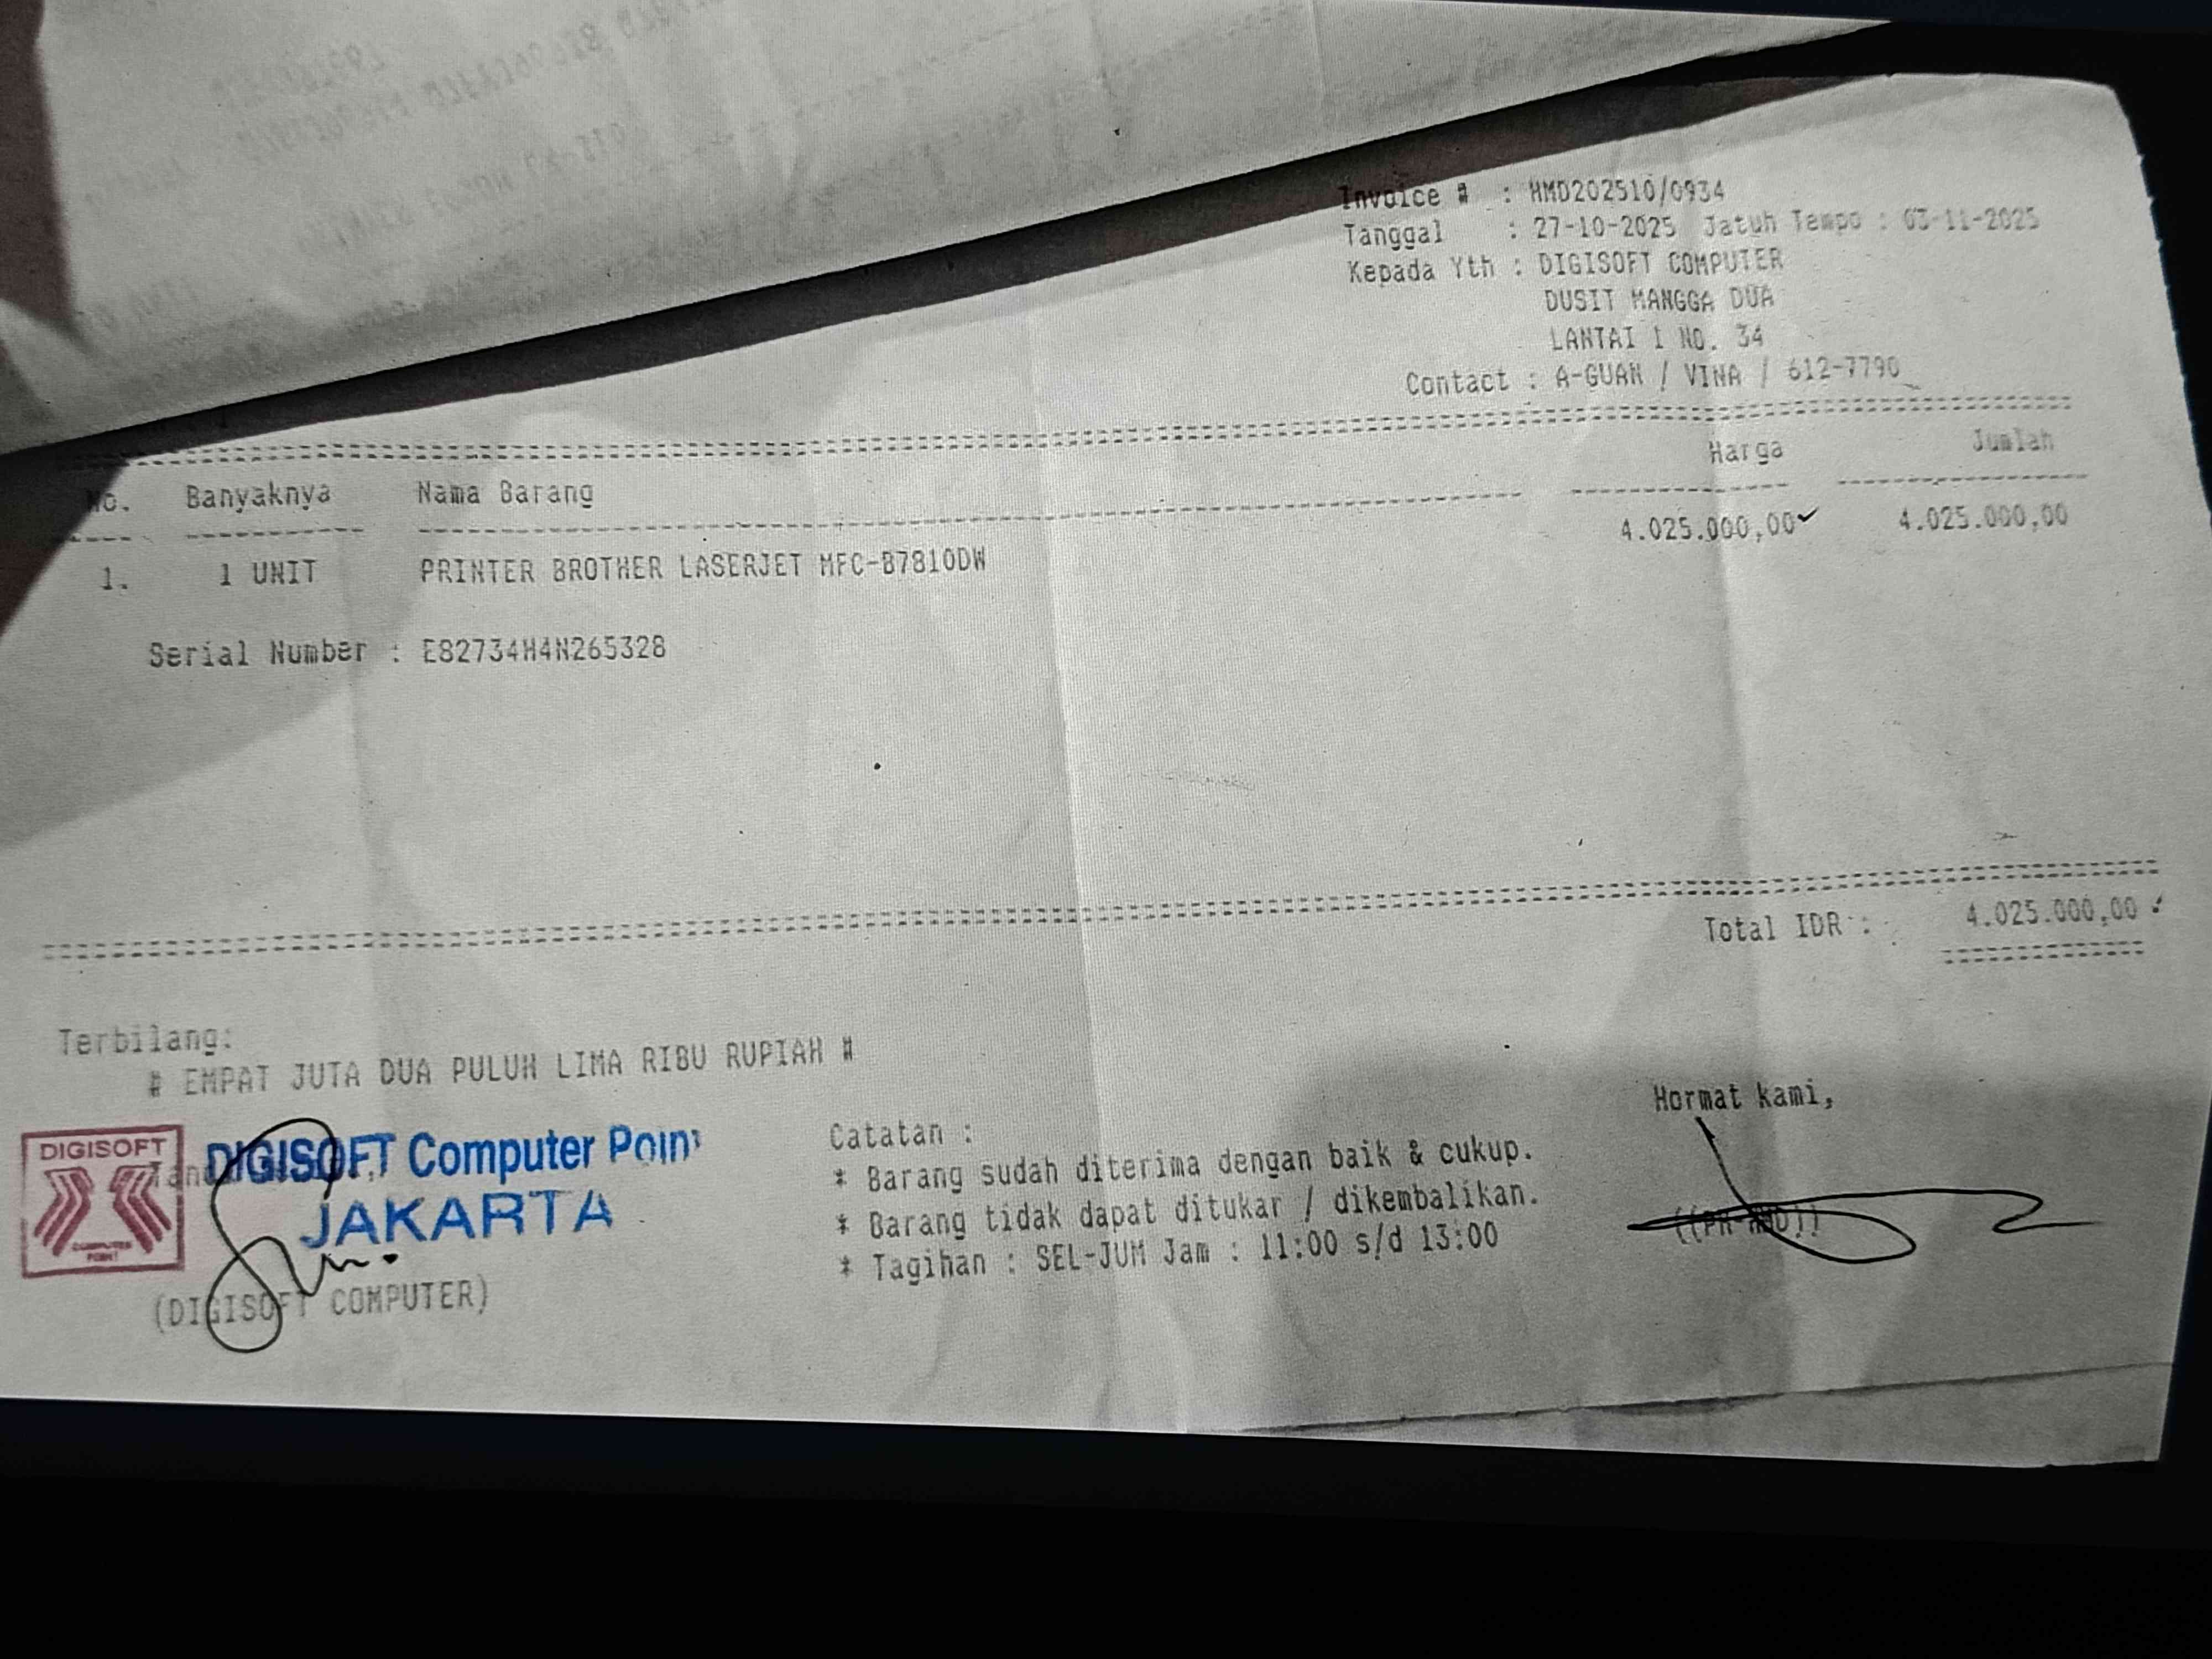 Invoice # : HMD202510/0934
Tanggal : 27-10-2025 Jatuh Tempo : 03-11-2025
Kepada Yth : DIGISOFT COMPUTER
DUSIT MANGGA DUA
LANTAI 1 NO. 34
Contact : A-GUAN / VINA / 612-7790
No. Banyaknya Nama Barang Harga Jumlah
1. 1 UNIT PRINTER BROTHER LASERJET MFC-B7810DW 4.025.000,00 4.025.000,00
Serial Number : E82734H4N265328
Total IDR : 4.025.000,00
Terbilang:
# EMPAT JUTA DUA PULUH LIMA RIBU RUPIAH #
DIGISOFT
COMPUTER
POINT
DIGISOFT Computer Point
JAKARTA
(DIGISOFT COMPUTER)
Catatan :
* Barang sudah diterima dengan baik & cukup.
* Barang tidak dapat ditukar / dikembalikan.
* Tagihan : SEL-JUM Jam : 11:00 s/d 13:00
Hormat kami,